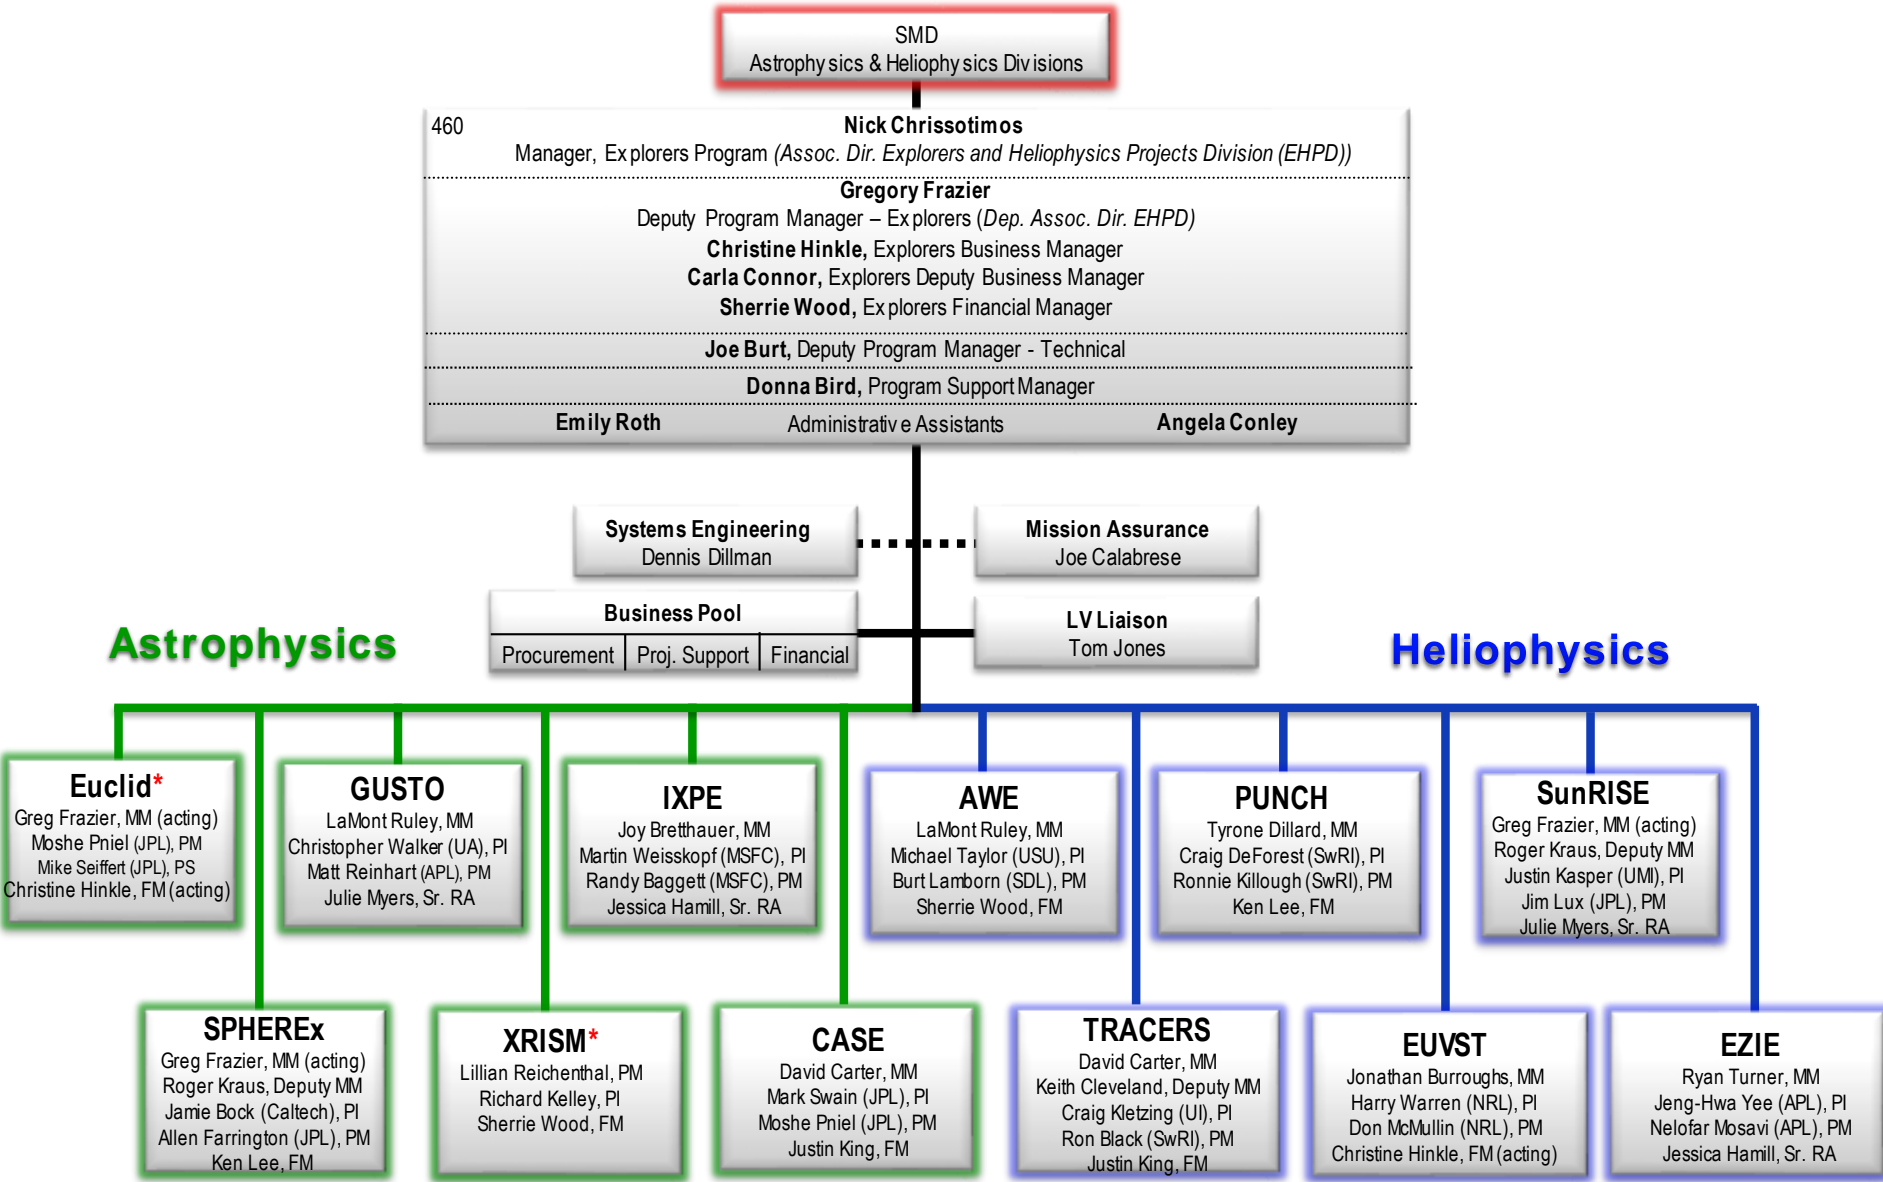 SMD
Astrophysics & Heliophysics Divisions
460
Nick Chrissotimos
Manager, Explorers Program (Assoc. Dir. Explorers and Heliophysics Projects Division (EHPD))
Gregory Frazier
Deputy Program Manager – Explorers (Dep. Assoc. Dir. EHPD)
Christine Hinkle, Explorers Business Manager
Carla Connor, Explorers Deputy Business Manager
Sherrie Wood, Explorers Financial Manager
Joe Burt, Deputy Program Manager - Technical
Donna Bird, Program Support Manager
Emily Roth Administrative Assistants Angela Conley
Systems Engineering
Dennis Dillman
Mission Assurance
Joe Calabrese
Business Pool
Procurement Proj. Support Financial
LV Liaison
Tom Jones
Astrophysics
Heliophysics
Euclid*
Greg Frazier, MM (acting)
Moshe Pniel (JPL), PM
Mike Seiffert (JPL), PS
Christine Hinkle, FM (acting)
GUSTO
LaMont Ruley, MM
Christopher Walker (UA), PI
Matt Reinhart (APL), PM
Julie Myers, Sr. RA
IXPE
Joy Bretthauer, MM
Martin Weisskopf (MSFC), PI
Randy Baggett (MSFC), PM
Jessica Hamill, Sr. RA
AWE
LaMont Ruley, MM
Michael Taylor (USU), PI
Burt Lamborn (SDL), PM
Sherrie Wood, FM
PUNCH
Tyrone Dillard, MM
Craig DeForest (SwRI), PI
Ronnie Killough (SwRI), PM
Ken Lee, FM
SunRISE
Greg Frazier, MM (acting)
Roger Kraus, Deputy MM
Justin Kasper (UMI), PI
Jim Lux (JPL), PM
Julie Myers, Sr. RA
SPHEREx
Greg Frazier, MM (acting)
Roger Kraus, Deputy MM
Jamie Bock (Caltech), PI
Allen Farrington (JPL), PM
Ken Lee, FM
XRISM*
Lillian Reichenthal, PM
Richard Kelley, PI
Sherrie Wood, FM
CASE
David Carter, MM
Mark Swain (JPL), PI
Moshe Pniel (JPL), PM
Justin King, FM
TRACERS
David Carter, MM
Keith Cleveland, Deputy MM
Craig Kletzing (UI), PI
Ron Black (SwRI), PM
Justin King, FM
EUVST
Jonathan Burroughs, MM
Harry Warren (NRL), PI
Don McMullin (NRL), PM
Christine Hinkle, FM (acting)
EZIE
Ryan Turner, MM
Jeng-Hwa Yee (APL), PI
Nelofar Mosavi (APL), PM
Jessica Hamill, Sr. RA